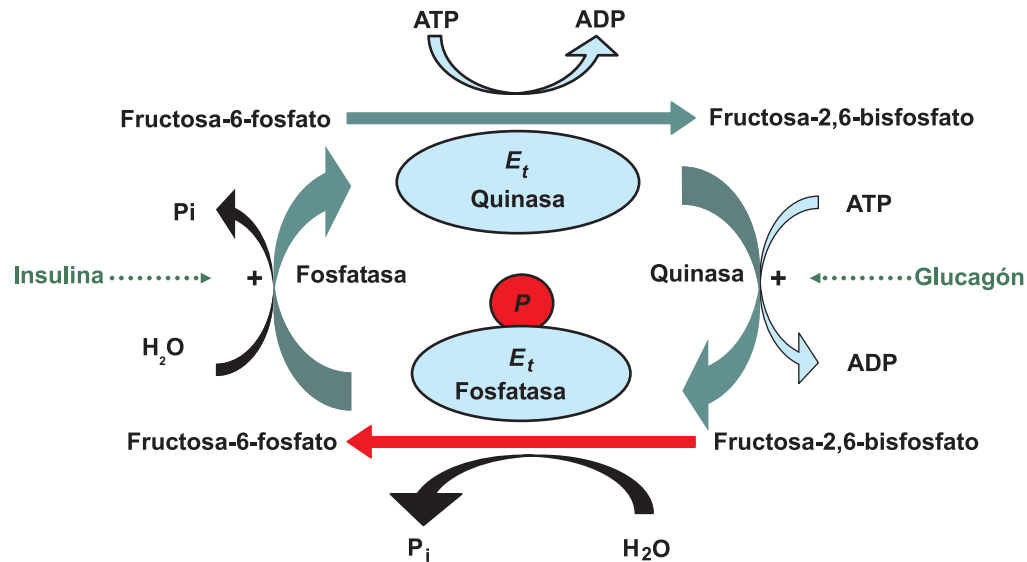 ATP
ADP
Fructosa-6-fosfato
Fructosa-2,6-bisfosfato
Et
Quinasa
Pi
ATP
Insulina
+
Fosfatasa
Quinasa
+
Glucagón
P
H2O
Et
Fosfatasa
ADP
Fructosa-6-fosfato
Fructosa-2,6-bisfosfato
Pi
H2O